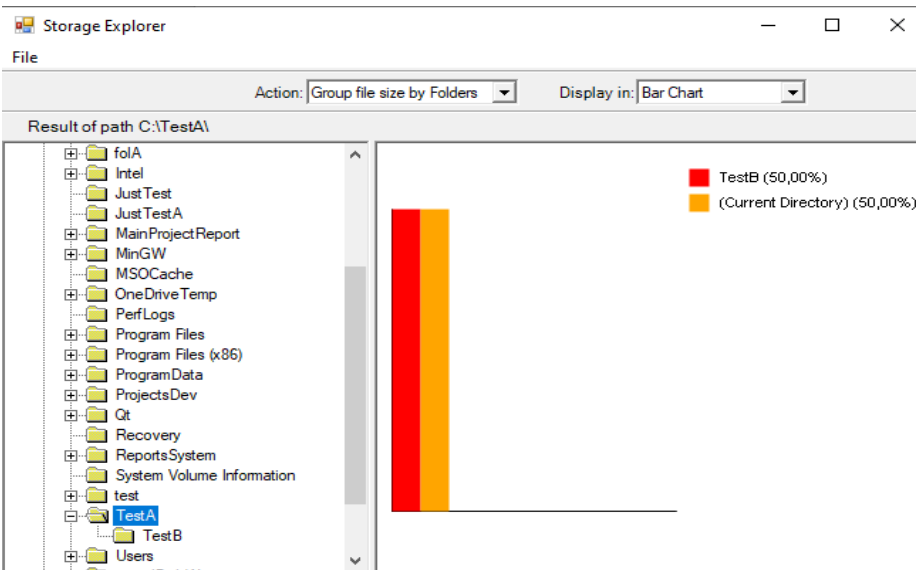 Storage Explorer
File
Action: Group file size by Folders Display in: Bar Chart
Result of path C:\TestA\
folA
Intel
JustTest
JustTestA
MainProjectReport
MinGW
MSOCache
OneDriveTemp
PerfLogs
Program Files
Program Files (x86)
ProgramData
ProjectsDev
Qt
Recovery
ReportsSystem
System Volume Information
test
TestA
TestB
Users
TestB (50,00%)
(Current Directory) (50,00%)